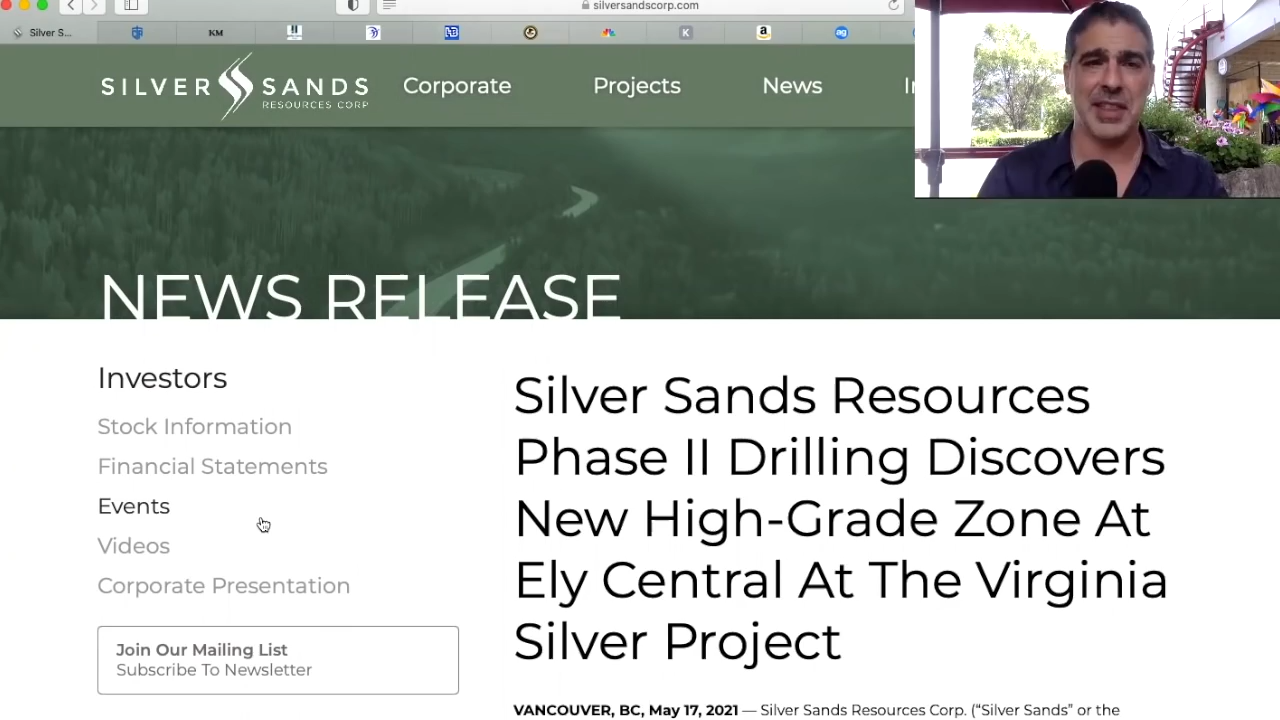 silversandscorp.com
Silver S...
KM
SILVER SANDS
RESOURCES CORP
Corporate
Projects
News
NEWS RELEASE
Investors
Stock Information
Financial Statements
Events
Videos
Corporate Presentation
Join Our Mailing List
Subscribe To Newsletter
Silver Sands Resources
Phase II Drilling Discovers
New High-Grade Zone At
Ely Central At The Virginia
Silver Project
VANCOUVER, BC, May 17, 2021 — Silver Sands Resources Corp. (“Silver Sands” or the